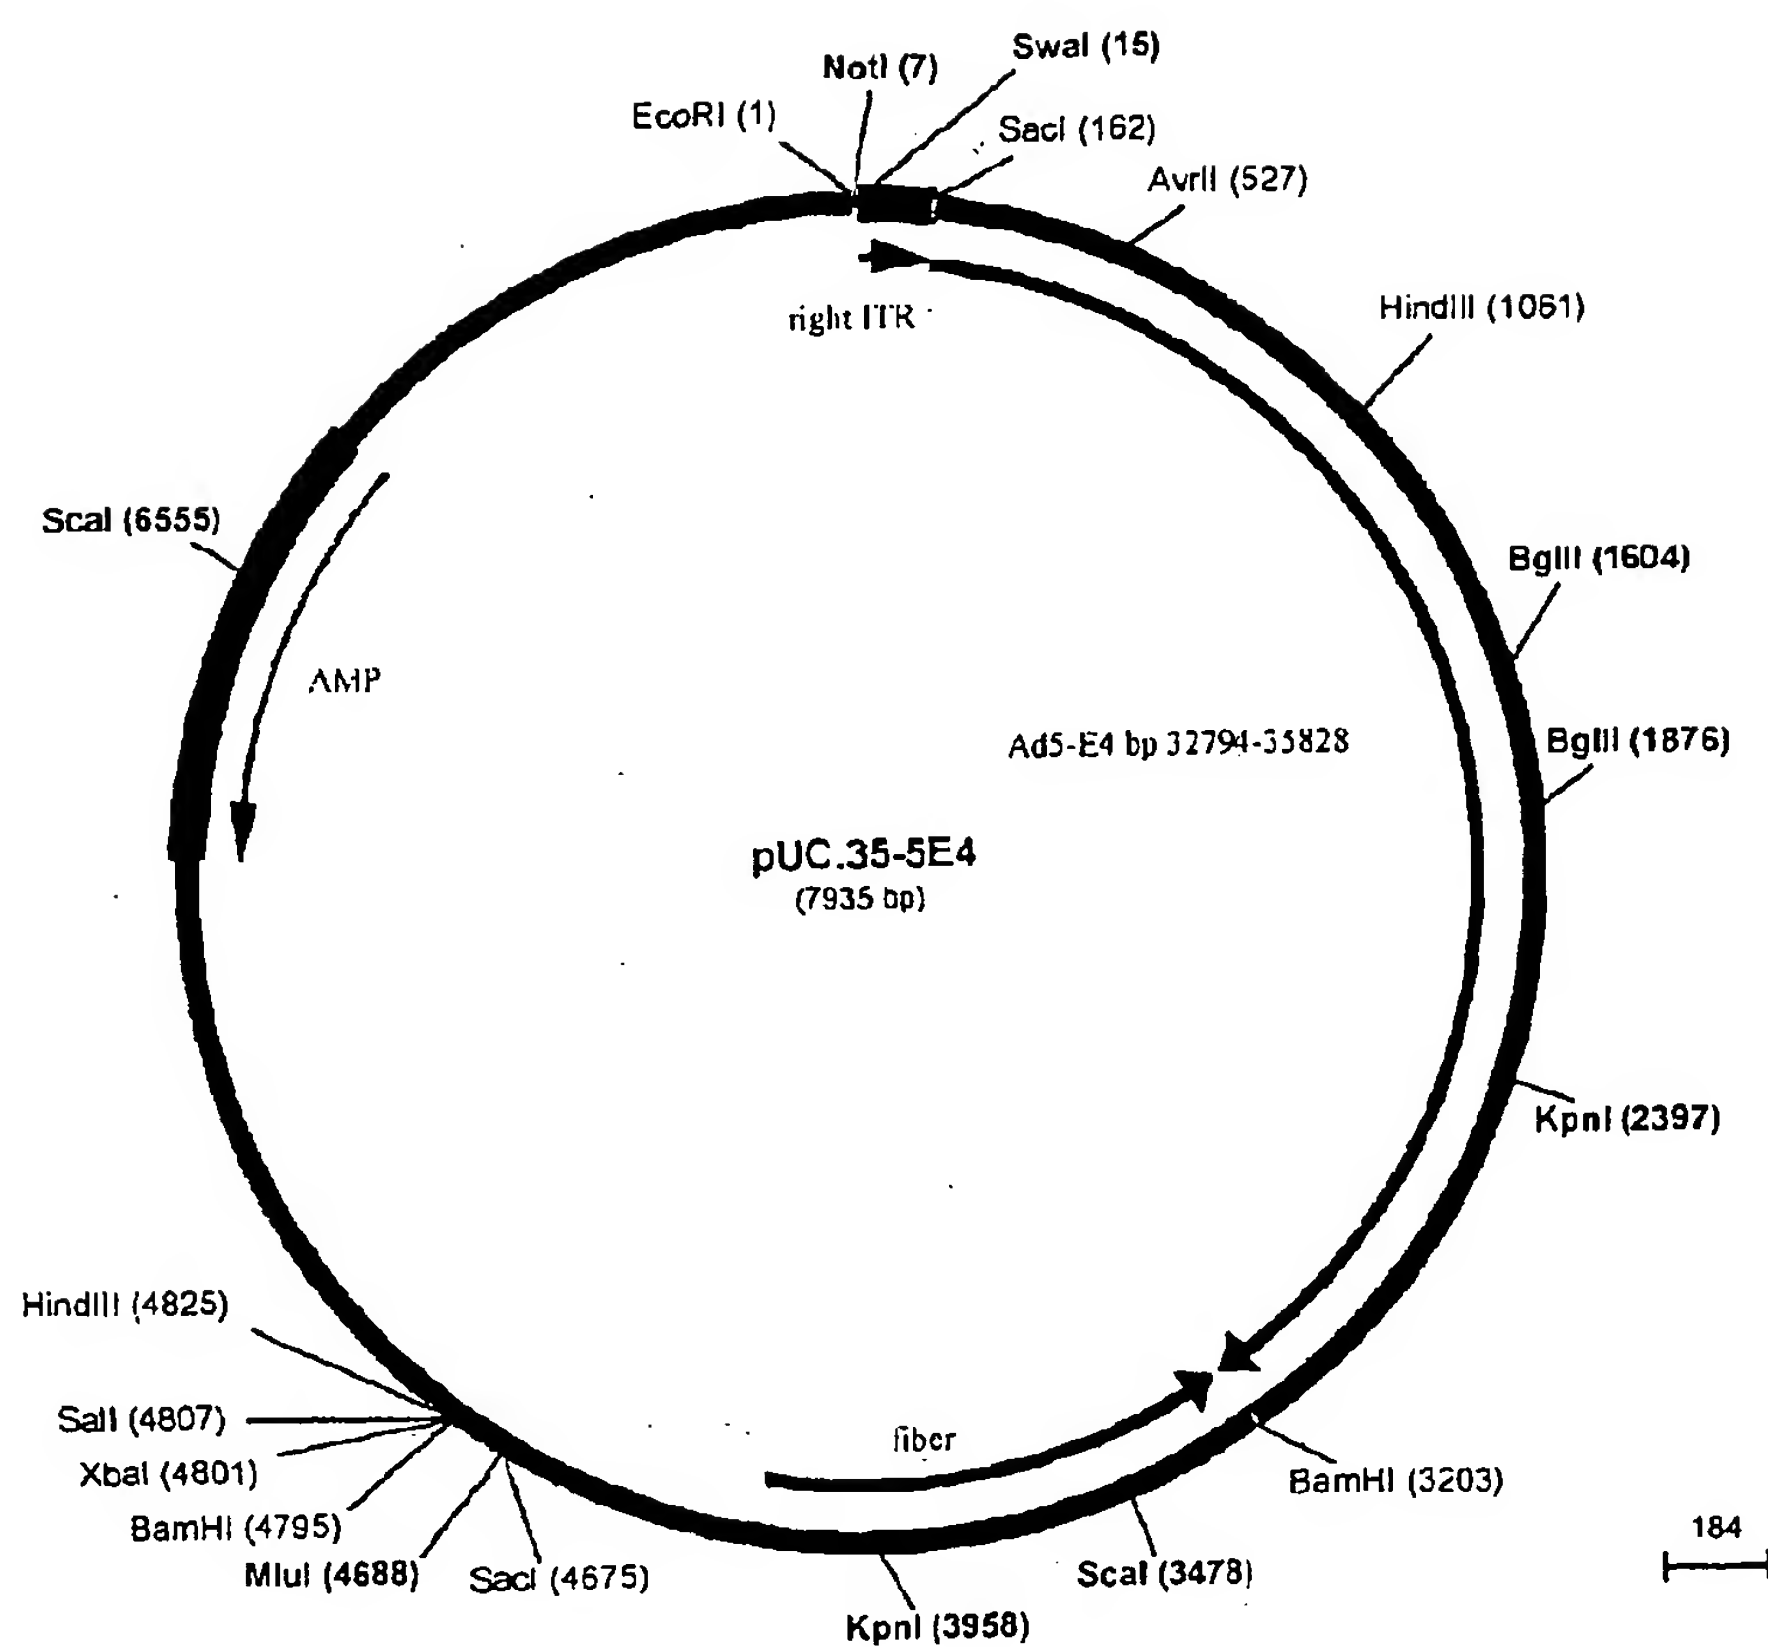 SwaI (15)
NotI (7)
EcoRI (1)
SacI (162)
AvrII (527)
HindIII (1061)
right ITR
ScaI (6555)
BglII (1604)
AMP
Ad5-E4 bp 32794-35828
BglII (1876)
pUC.35-5E4
(7935 bp)
KpnI (2397)
HindIII (4825)
SalI (4807)
fiber
XbaI (4801)
BamHI (3203)
BamHI (4795)
184
MluI (4688)
SacI (4675)
ScaI (3478)
KpnI (3958)